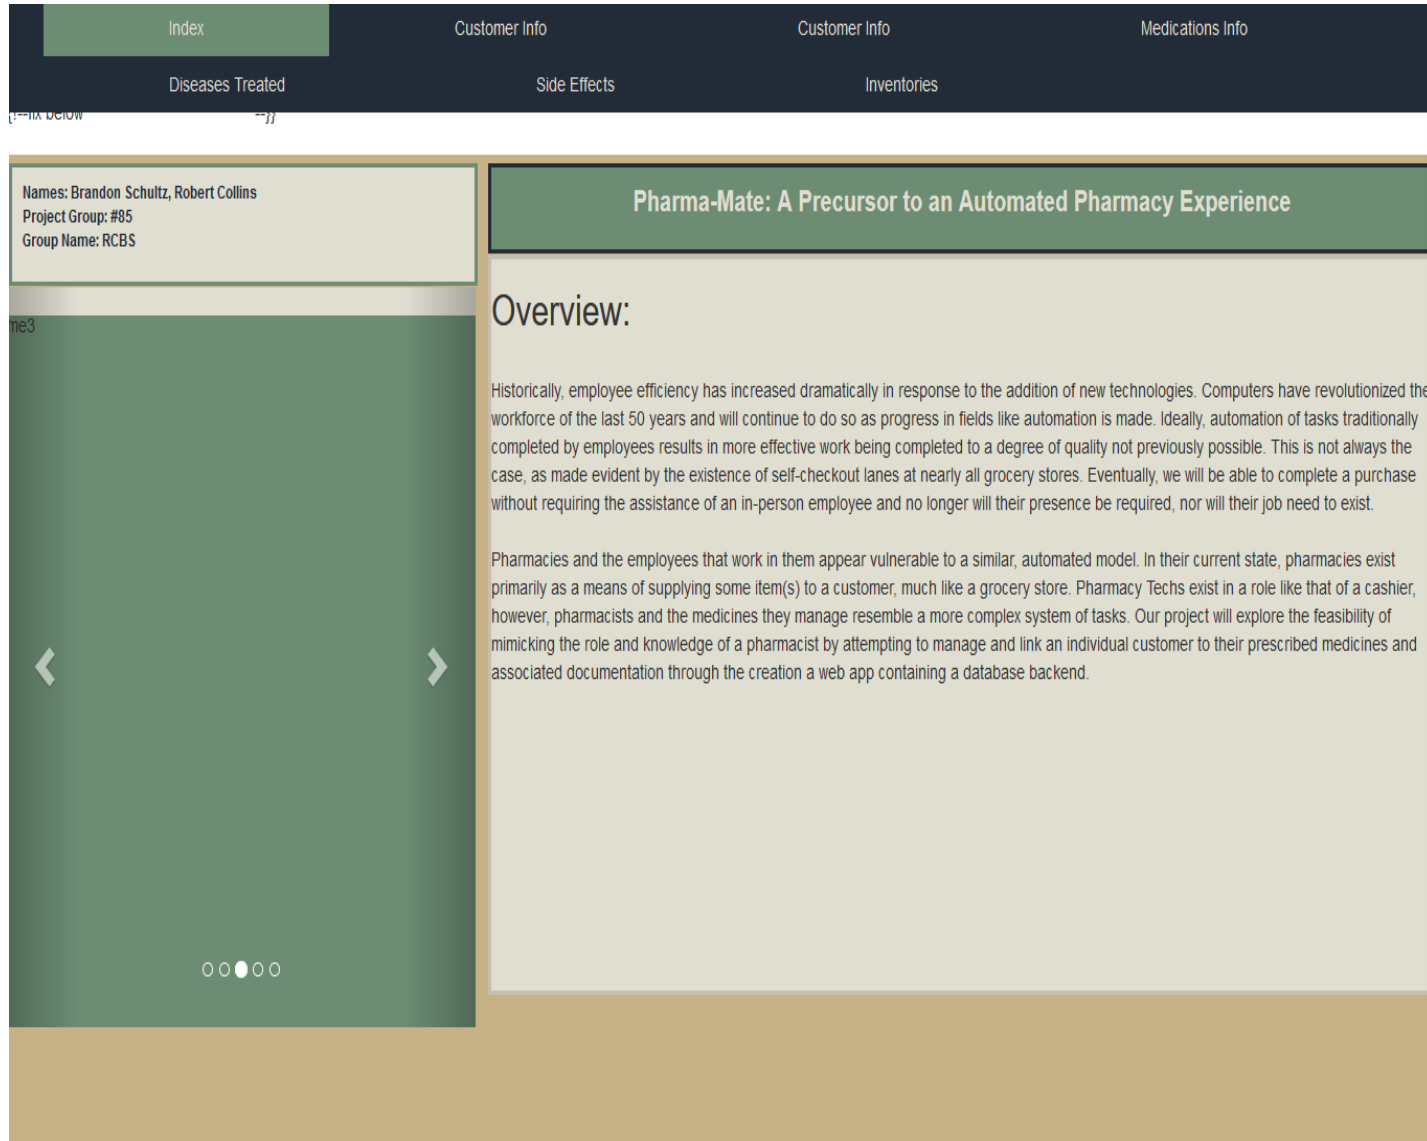 Index
Customer Info
Customer Info
Medications Info
Diseases Treated
Side Effects
Inventories
{!--fix below --}}
Names: Brandon Schultz, Robert Collins
Project Group: #85
Group Name: RCBS
me3
Pharma-Mate: A Precursor to an Automated Pharmacy Experience
Overview:
Historically, employee efficiency has increased dramatically in response to the addition of new technologies. Computers have revolutionized the
workforce of the last 50 years and will continue to do so as progress in fields like automation is made. Ideally, automation of tasks traditionally
completed by employees results in more effective work being completed to a degree of quality not previously possible. This is not always the
case, as made evident by the existence of self-checkout lanes at nearly all grocery stores. Eventually, we will be able to complete a purchase
without requiring the assistance of an in-person employee and no longer will their presence be required, nor will their job need to exist.
Pharmacies and the employees that work in them appear vulnerable to a similar, automated model. In their current state, pharmacies exist
primarily as a means of supplying some item(s) to a customer, much like a grocery store. Pharmacy Techs exist in a role like that of a cashier,
however, pharmacists and the medicines they manage resemble a more complex system of tasks. Our project will explore the feasibility of
mimicking the role and knowledge of a pharmacist by attempting to manage and link an individual customer to their prescribed medicines and
associated documentation through the creation a web app containing a database backend.